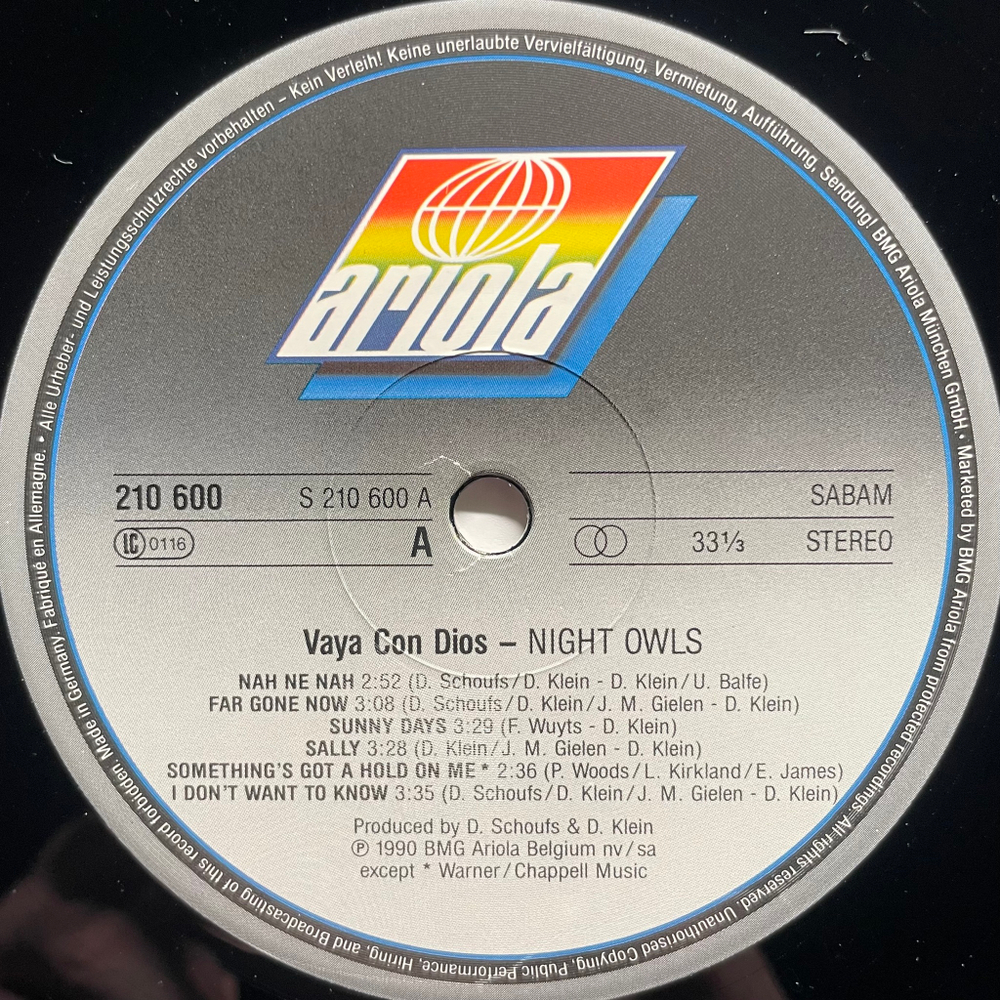 Alle Urheber- und Leistungsschutzrechte vorbehalten – Kein Verleih! Keine unerlaubte Vervielfältigung, Vermietung, Aufführung, Sendung! BMG Ariola München GmbH. • Marketed by BMG Ariola from protected recordings. All rights reserved. Unauthorised Copying, Public Performance, Hiring, and Broadcasting of this record forbidden. Made in Germany. Fabriqué en Allemagne. •
ariola
210 600 S 210 600 A SABAM
LC 0116 A 33⅓ STEREO
Vaya Con Dios – NIGHT OWLS
NAH NE NAH 2:52 (D. Schoufs/D. Klein - D. Klein/U. Balfe)
FAR GONE NOW 3:08 (D. Schoufs/D. Klein/J. M. Gielen - D. Klein)
SUNNY DAYS 3:29 (F. Wuyts - D. Klein)
SALLY 3:28 (D. Klein/J. M. Gielen - D. Klein)
SOMETHING'S GOT A HOLD ON ME* 2:36 (P. Woods/L. Kirkland/E. James)
I DON'T WANT TO KNOW 3:35 (D. Schoufs/D. Klein/J. M. Gielen - D. Klein)
Produced by D. Schoufs & D. Klein
℗ 1990 BMG Ariola Belgium nv/sa
except * Warner/Chappell Music